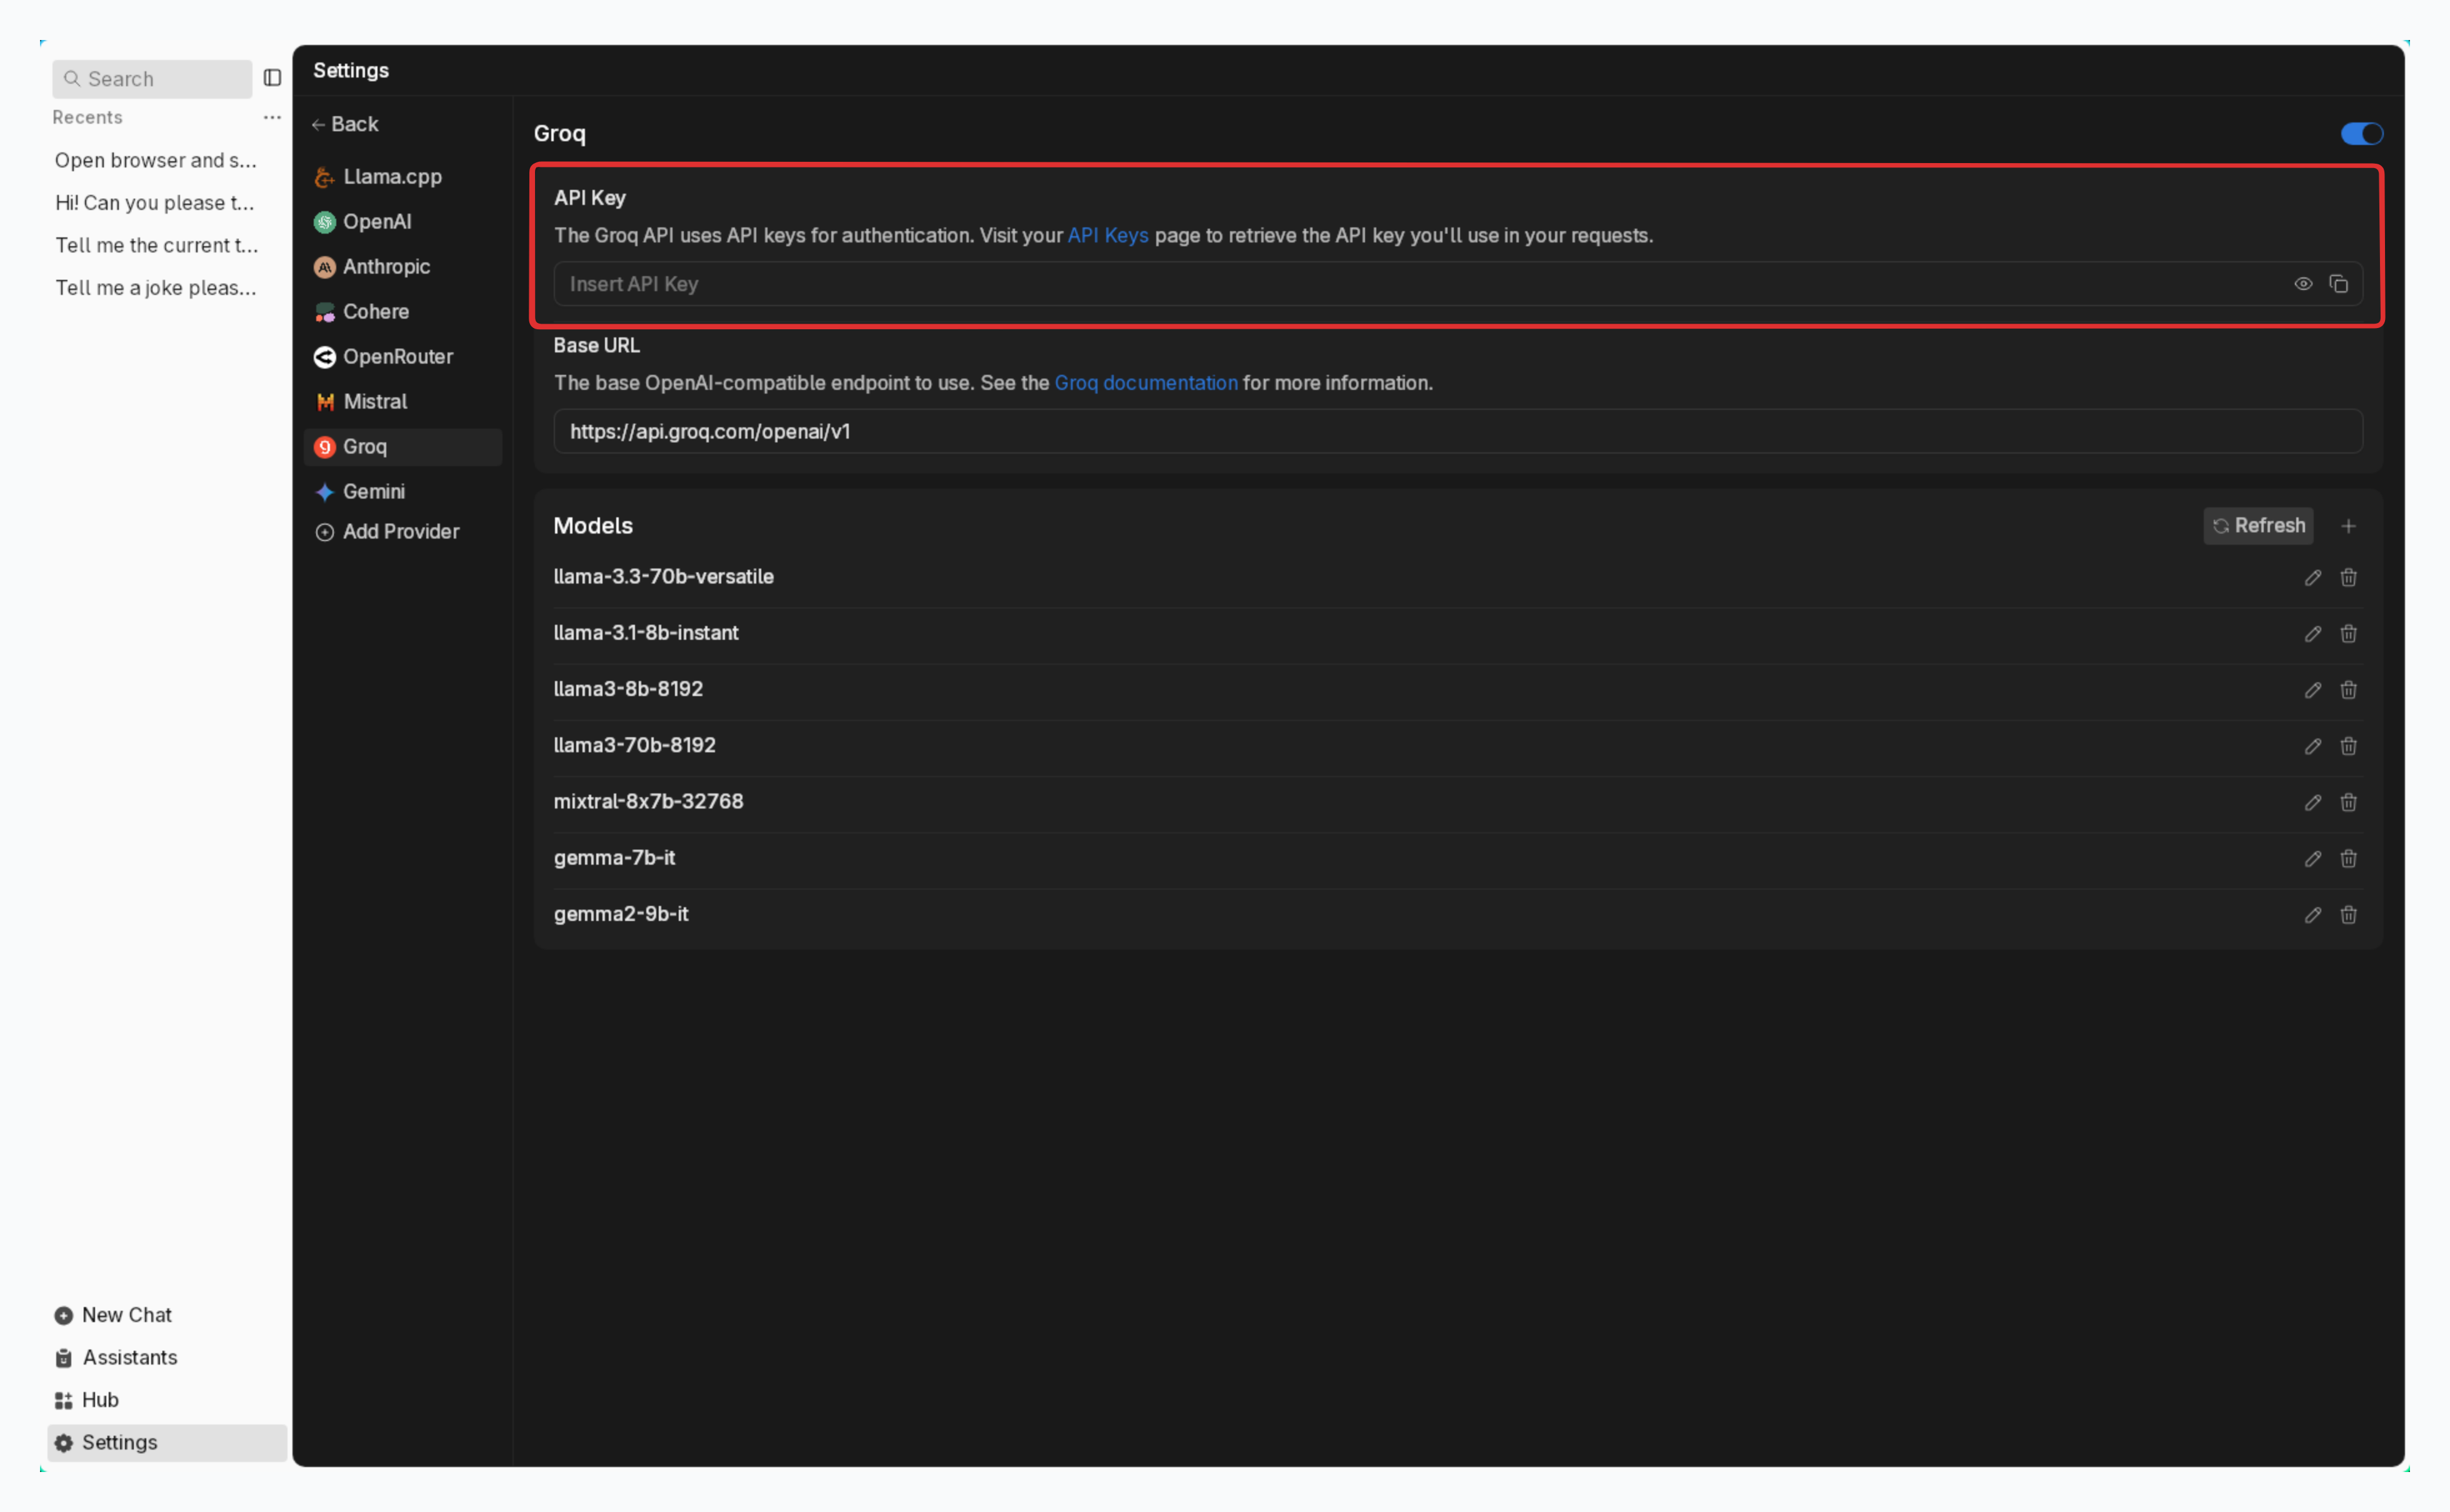 Search
Recents
Open browser and s...
Hi! Can you please t...
Tell me the current t...
Tell me a joke pleas...
New Chat
Assistants
Hub
Settings
Settings
Back
Llama.cpp
OpenAI
Anthropic
Cohere
OpenRouter
Mistral
Groq
Gemini
Add Provider
Groq
API Key
The Groq API uses API keys for authentication. Visit your API Keys page to retrieve the API key you'll use in your requests.
Insert API Key
Base URL
The base OpenAI-compatible endpoint to use. See the Groq documentation for more information.
https://api.groq.com/openai/v1
Models
Refresh
llama-3.3-70b-versatile
llama-3.1-8b-instant
llama3-8b-8192
llama3-70b-8192
mixtral-8x7b-32768
gemma-7b-it
gemma2-9b-it